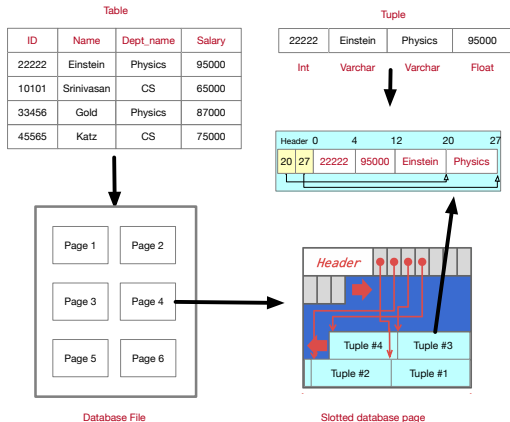 Table
ID Name Dept_name Salary
22222 Einstein Physics 95000
10101 Srinivasan CS 65000
33456 Gold Physics 87000
45565 Katz CS 75000
Tuple
22222 Einstein Physics 95000
Int Varchar Varchar Float
Header 0 4 12 20 27
20 27 22222 95000 Einstein Physics
Page 1 Page 2
Page 3 Page 4
Page 5 Page 6
Database File
Header
Tuple #4 Tuple #3
Tuple #2 Tuple #1
Slotted database page